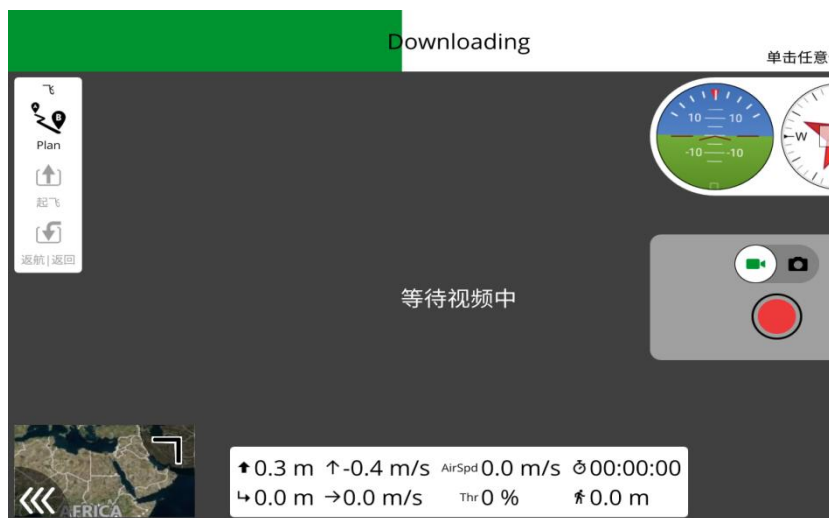 Downloading
单击任意
飞
Plan
起飞
返航|返回
10 10
-10 -10
W
等待视频中
0.3 m ↑-0.4 m/s AirSpd 0.0 m/s 00:00:00
0.0 m →0.0 m/s Thr 0 % 0.0 m
AFRICA